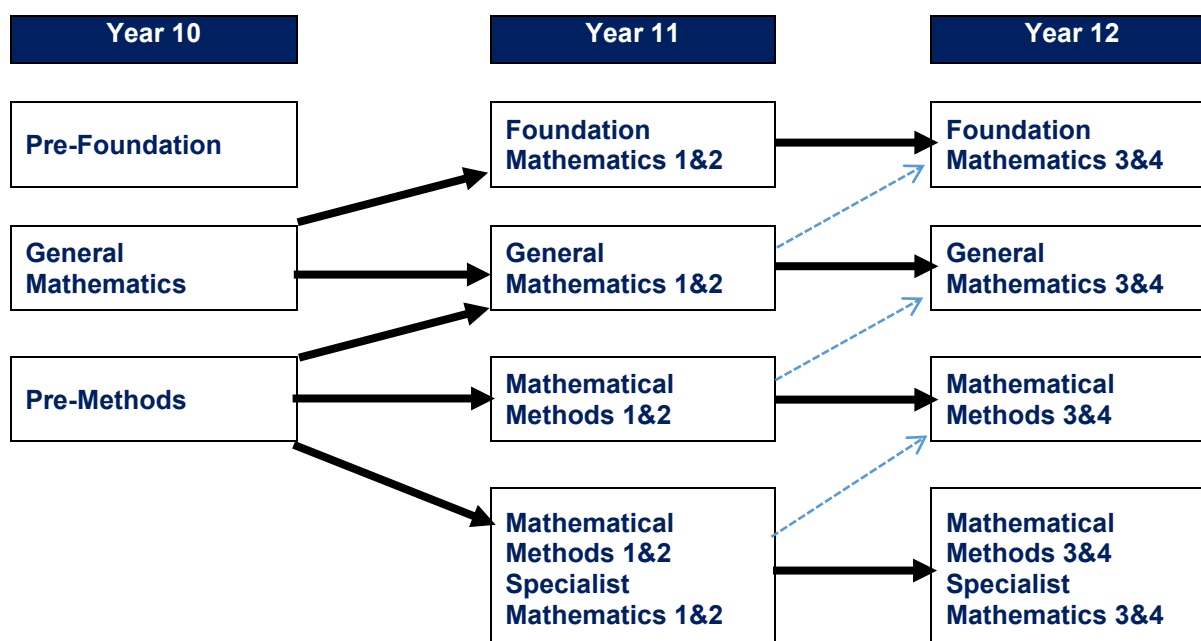 Year 10
Year 11
Year 12
Pre-Foundation
Foundation
Mathematics 1&2
Foundation
Mathematics 3&4
General
Mathematics
General
Mathematics 1&2
General
Mathematics 3&4
Pre-Methods
Mathematical
Methods 1&2
Mathematical
Methods 3&4
Mathematical
Methods 1&2
Specialist
Mathematics 1&2
Mathematical
Methods 3&4
Specialist
Mathematics 3&4